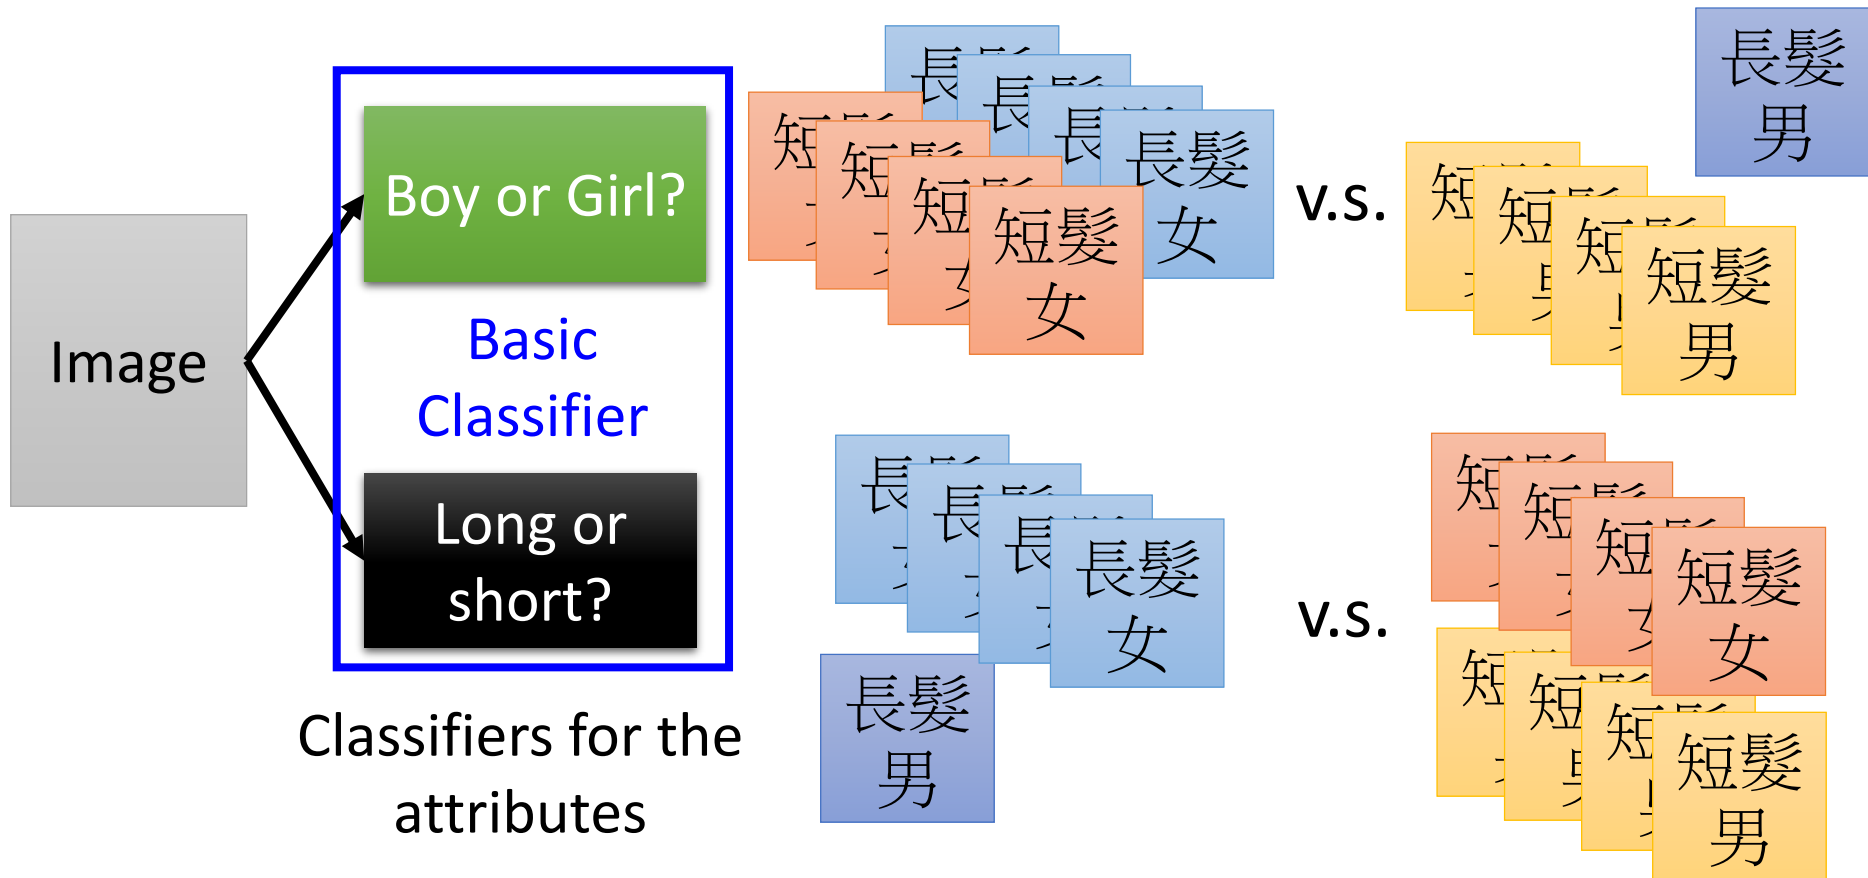 Image
Boy or Girl?
Basic
Classifier
Long or
short?
Classifiers for the
attributes
長髮
女
短髮
女
v.s.
長髮
男
短髮
男
長髮
女
長髮
男
v.s.
短髮
女
短髮
男